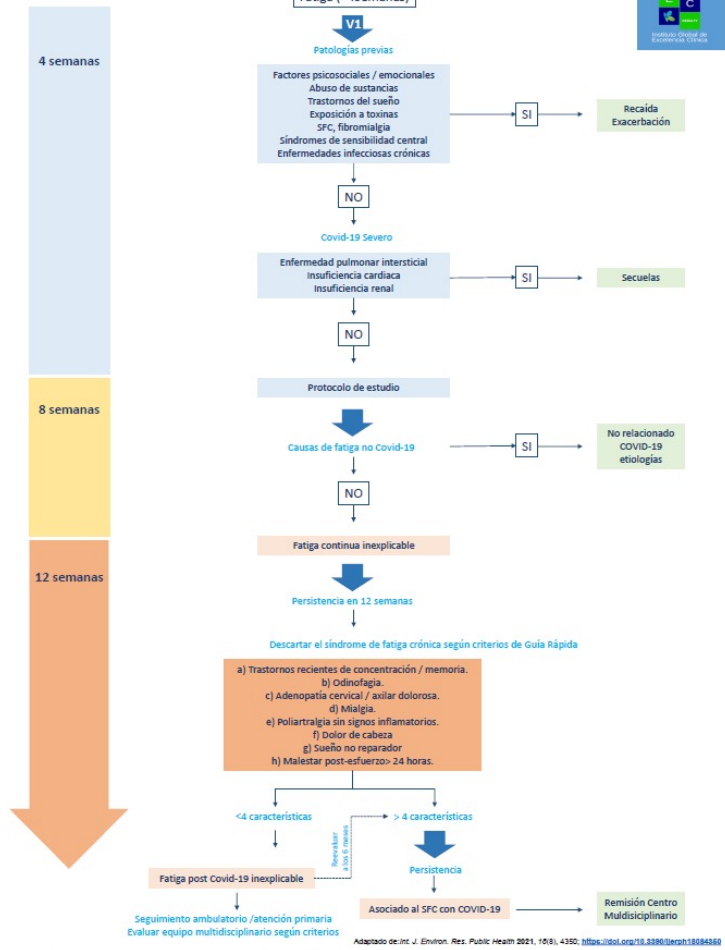 4 semanas
V1
Patologías previas
Factores psicosociales / emocionales
Abuso de sustancias
Trastornos del sueño
Exposición a toxinas
SFC, fibromialgia
Síndromes de sensibilidad central
Enfermedades infecciosas crónicas
SI
Recaída
Exacerbación
NO
Covid-19 Severo
Enfermedad pulmonar intersticial
Insuficiencia cardiaca
Insuficiencia renal
SI
Secuelas
NO
8 semanas
Protocolo de estudio
Causas de fatiga no Covid-19
SI
No relacionado
COVID-19
etiologías
NO
Fatiga continua inexplicable
12 semanas
Persistencia en 12 semanas
Descartar el síndrome de fatiga crónica según criterios de Guía Rápida
a) Trastornos recientes de concentración / memoria.
b) Odinofagia.
c) Adenopatía cervical / axilar dolorosa.
d) Mialgia.
e) Poliartralgia sin signos inflamatorios.
f) Dolor de cabeza
g) Sueño no reparador
h) Malestar post-esfuerzo> 24 horas.
<4 características
> 4 características
Reevaluar
a los 6 meses
Persistencia
Fatiga post Covid-19 inexplicable
Asociado al SFC con COVID-19
Remisión Centro
Muldisiciplinario
Seguimiento ambulatorio /atención primaria
Evaluar equipo multidisciplinario según criterios
Instituto Global de
Excelencia Clínica
Adaptado de: Int. J. Environ. Res. Public Health 2021, 18(8), 4350;